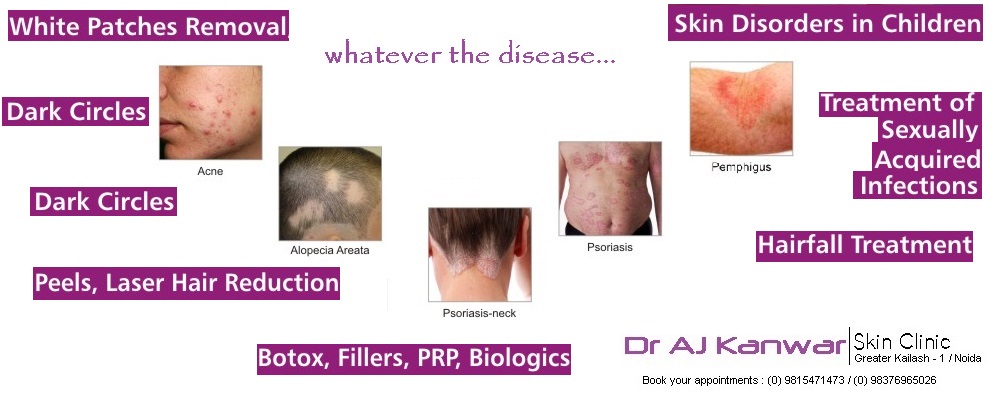 White Patches Removal
Skin Disorders in Children
whatever the disease...
Dark Circles
Treatment of
Sexually
Acquired
Infections
Acne
Pemphigus
Dark Circles
Alopecia Areata
Psoriasis
Hairfall Treatment
Peels, Laser Hair Reduction
Psoriasis-neck
Botox, Fillers, PRP, Biologics
Dr AJ Kanwar
Skin Clinic
Greater Kailash - 1 / Noida
Book your appointments : (0) 9815471473 / (0) 98376965026